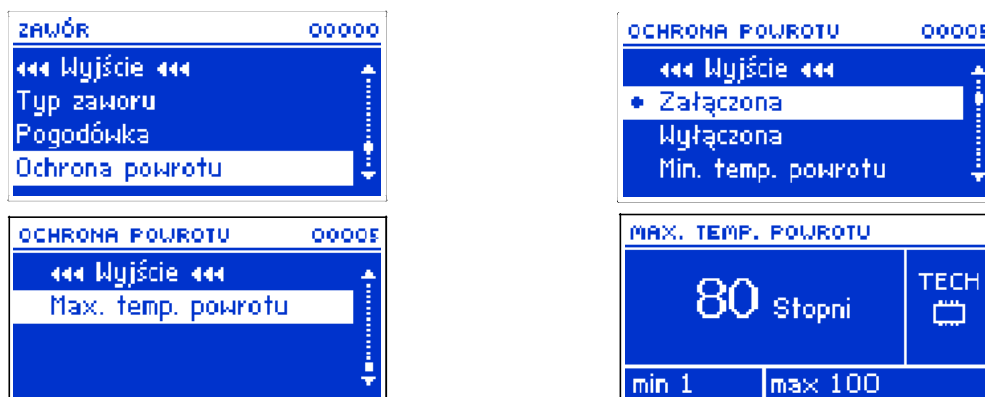 ZAWÓR 00000
Wyjście
Typ zaworu
Pogodówka
Ochrona powrotu
OCHRONA POWROTU 00005
Wyjście
Załączona
Wyłączona
Min. temp. powrotu
OCHRONA POWROTU 00005
Wyjście
Max. temp. powrotu
MAX. TEMP. POWROTU
80 Stopni
TECH
min 1 max 100